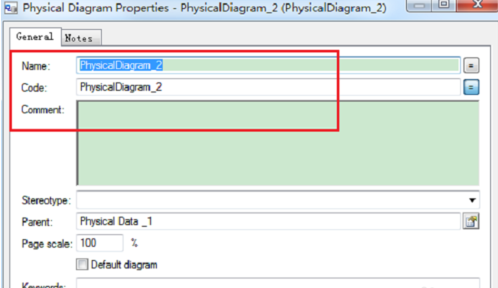 Physical Diagram Properties - PhysicalDiagram_2 (PhysicalDiagram_2)
General Notes
Name: PhysicalDiagram_2 =
Code: PhysicalDiagram_2 =
Comment:
Stereotype:
Parent: Physical Data _1
Page scale: 100 %
Default diagram
Keywords: